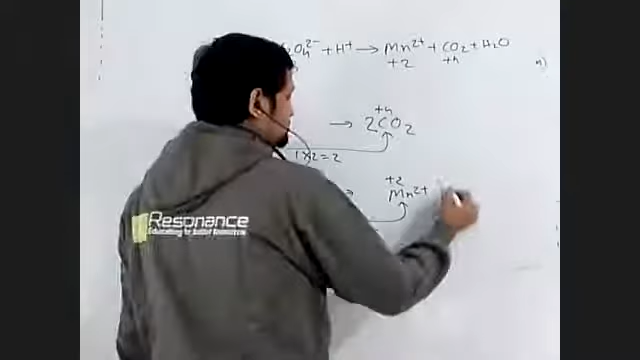 O₄²⁻ + H⁺ → Mn²⁺ + CO₂ + H₂O
+2 +4
+4
→ 2CO₂
1×2=2
+2
Mn²⁺
Resonance
Educating for better tomorrow